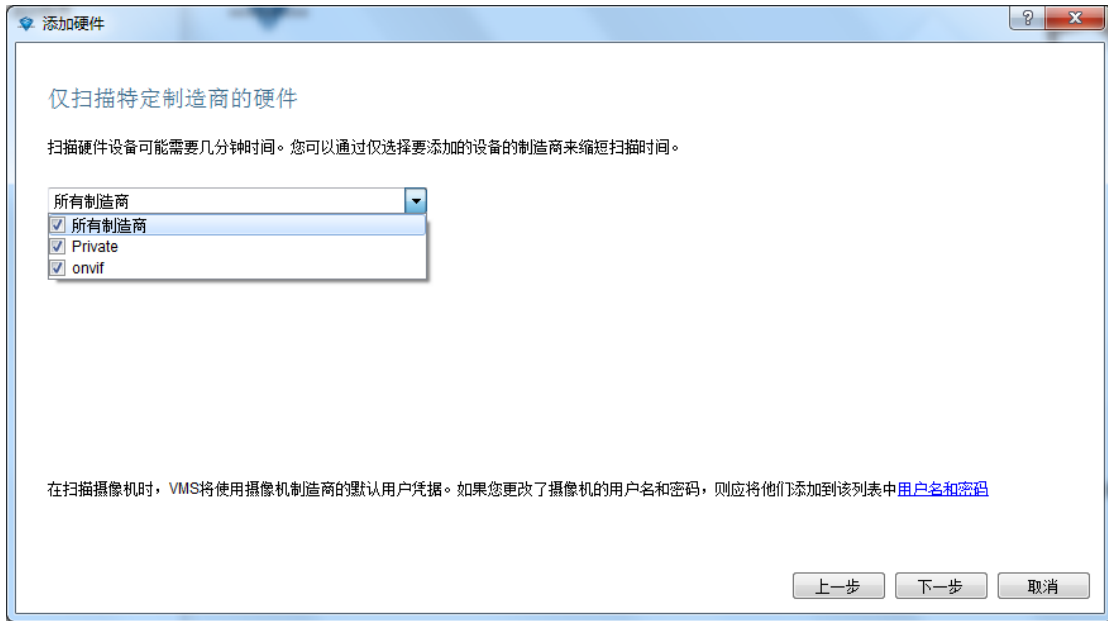 添加硬件
?
X
仅扫描特定制造商的硬件
扫描硬件设备可能需要几分钟时间。您可以通过仅选择要添加的设备的制造商来缩短扫描时间。
所有制造商
所有制造商
Private
onvif
在扫描摄像机时，VMS将使用摄像机制造商的默认用户凭据。如果您更改了摄像机的用户名和密码，则应将他们添加到该列表中用户名和密码
上一步 下一步 取消